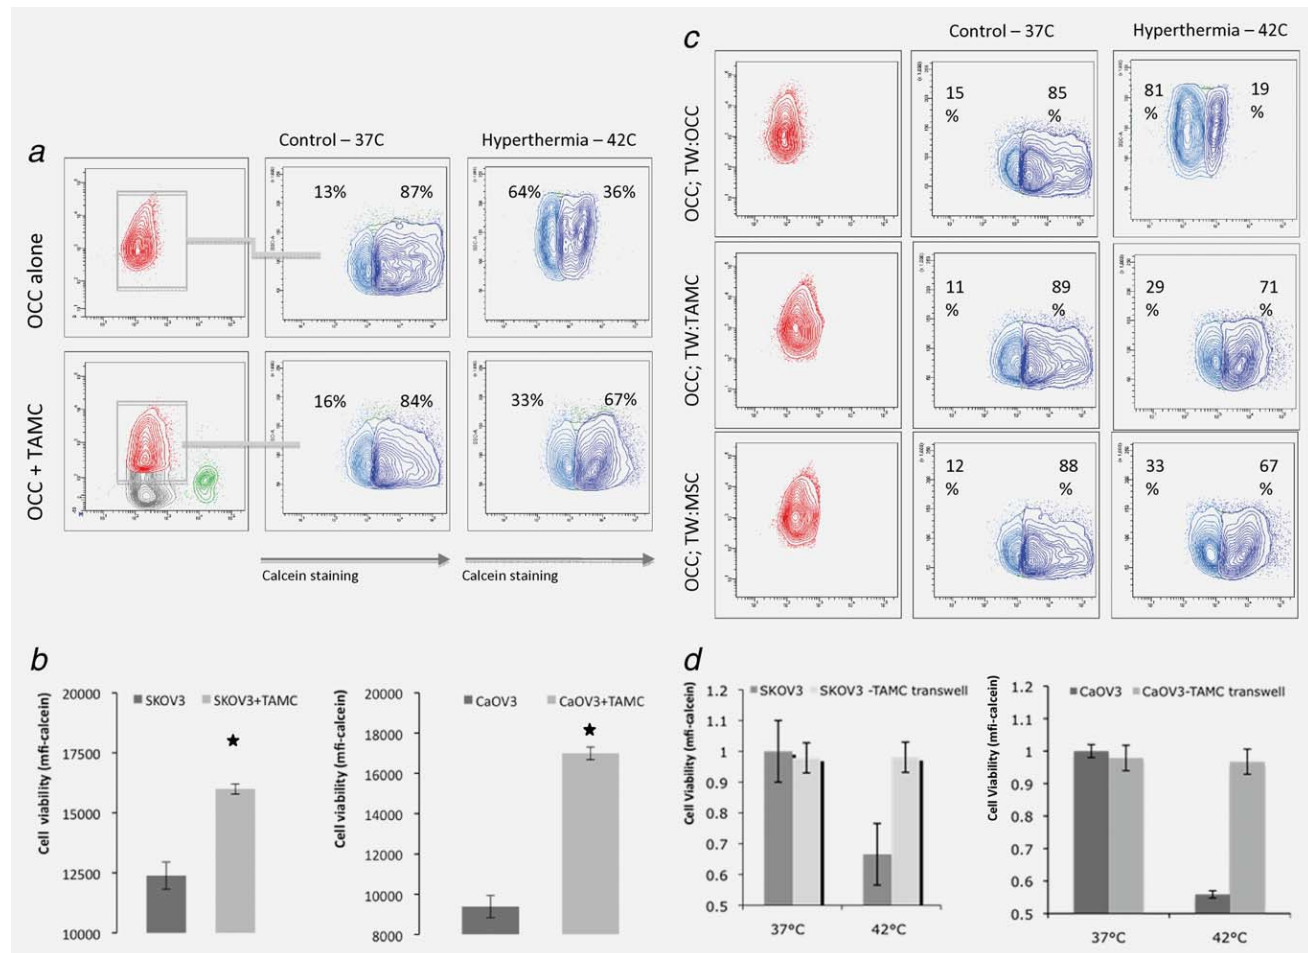 a
Control – 37C
Hyperthermia – 42C
OCC alone
13%
87%
64%
36%
OCC + TAMC
16%
84%
33%
67%
Calcein staining
Calcein staining
c
Control – 37C
Hyperthermia – 42C
OCC; TW:OCC
15
%
85
%
81
%
19
%
OCC; TW:TAMC
11
%
89
%
29
%
71
%
OCC; TW:MSC
12
%
88
%
33
%
67
%
b
Cell viability (mfi-calcein)
SKOV3
SKOV3+TAMC
20000
17500
15000
12500
10000
★
Cell viability (mfi-calcein)
CaOV3
CaOV3+TAMC
20000
18000
16000
14000
12000
10000
8000
★
d
Cell Viability (mfi-calcein)
SKOV3
SKOV3 -TAMC transwell
1.2
1.1
1
0.9
0.8
0.7
0.6
0.5
37°C
42°C
Cell Viability (mfi-calcein)
CaOV3
CaOV3-TAMC transwell
1.2
1.1
1
0.9
0.8
0.7
0.6
0.5
37°C
42°C